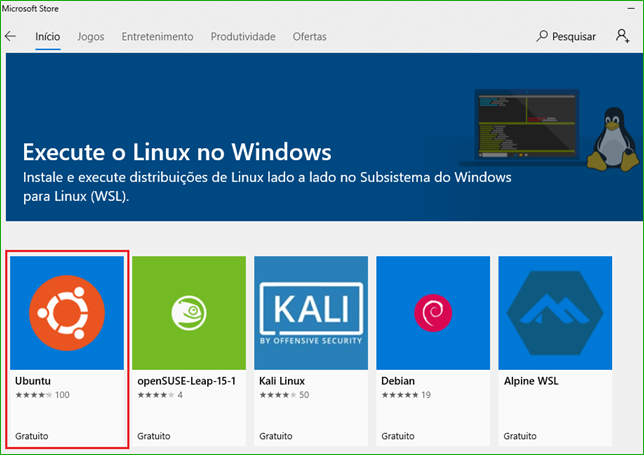 Microsoft Store
Início Jogos Entretenimento Produtividade Ofertas Pesquisar
Execute o Linux no Windows
Instale e execute distribuições de Linux lado a lado no Subsistema do Windows
para Linux (WSL).
KALI
BY OFFENSIVE SECURITY
Ubuntu openSUSE-Leap-15-1 Kali Linux Debian Alpine WSL
100 4 50 19
Gratuito Gratuito Gratuito Gratuito Gratuito